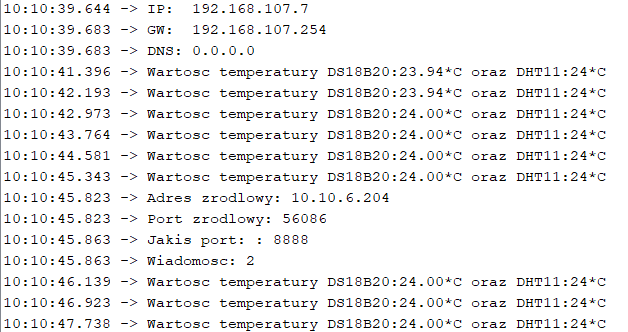 10:10:39.644 -> IP:  192.168.107.7
10:10:39.683 -> GW:  192.168.107.254
10:10:39.683 -> DNS: 0.0.0.0
10:10:41.396 -> Wartosc temperatury DS18B20:23.94*C oraz DHT11:24*C
10:10:42.193 -> Wartosc temperatury DS18B20:23.94*C oraz DHT11:24*C
10:10:42.973 -> Wartosc temperatury DS18B20:24.00*C oraz DHT11:24*C
10:10:43.764 -> Wartosc temperatury DS18B20:24.00*C oraz DHT11:24*C
10:10:44.581 -> Wartosc temperatury DS18B20:24.00*C oraz DHT11:24*C
10:10:45.343 -> Wartosc temperatury DS18B20:24.00*C oraz DHT11:24*C
10:10:45.823 -> Adres zrodlowy: 10.10.6.204
10:10:45.823 -> Port zrodlowy: 56086
10:10:45.863 -> Jakis port: : 8888
10:10:45.863 -> Wiadomosc: 2
10:10:46.139 -> Wartosc temperatury DS18B20:24.00*C oraz DHT11:24*C
10:10:46.923 -> Wartosc temperatury DS18B20:24.00*C oraz DHT11:24*C
10:10:47.738 -> Wartosc temperatury DS18B20:24.00*C oraz DHT11:24*C